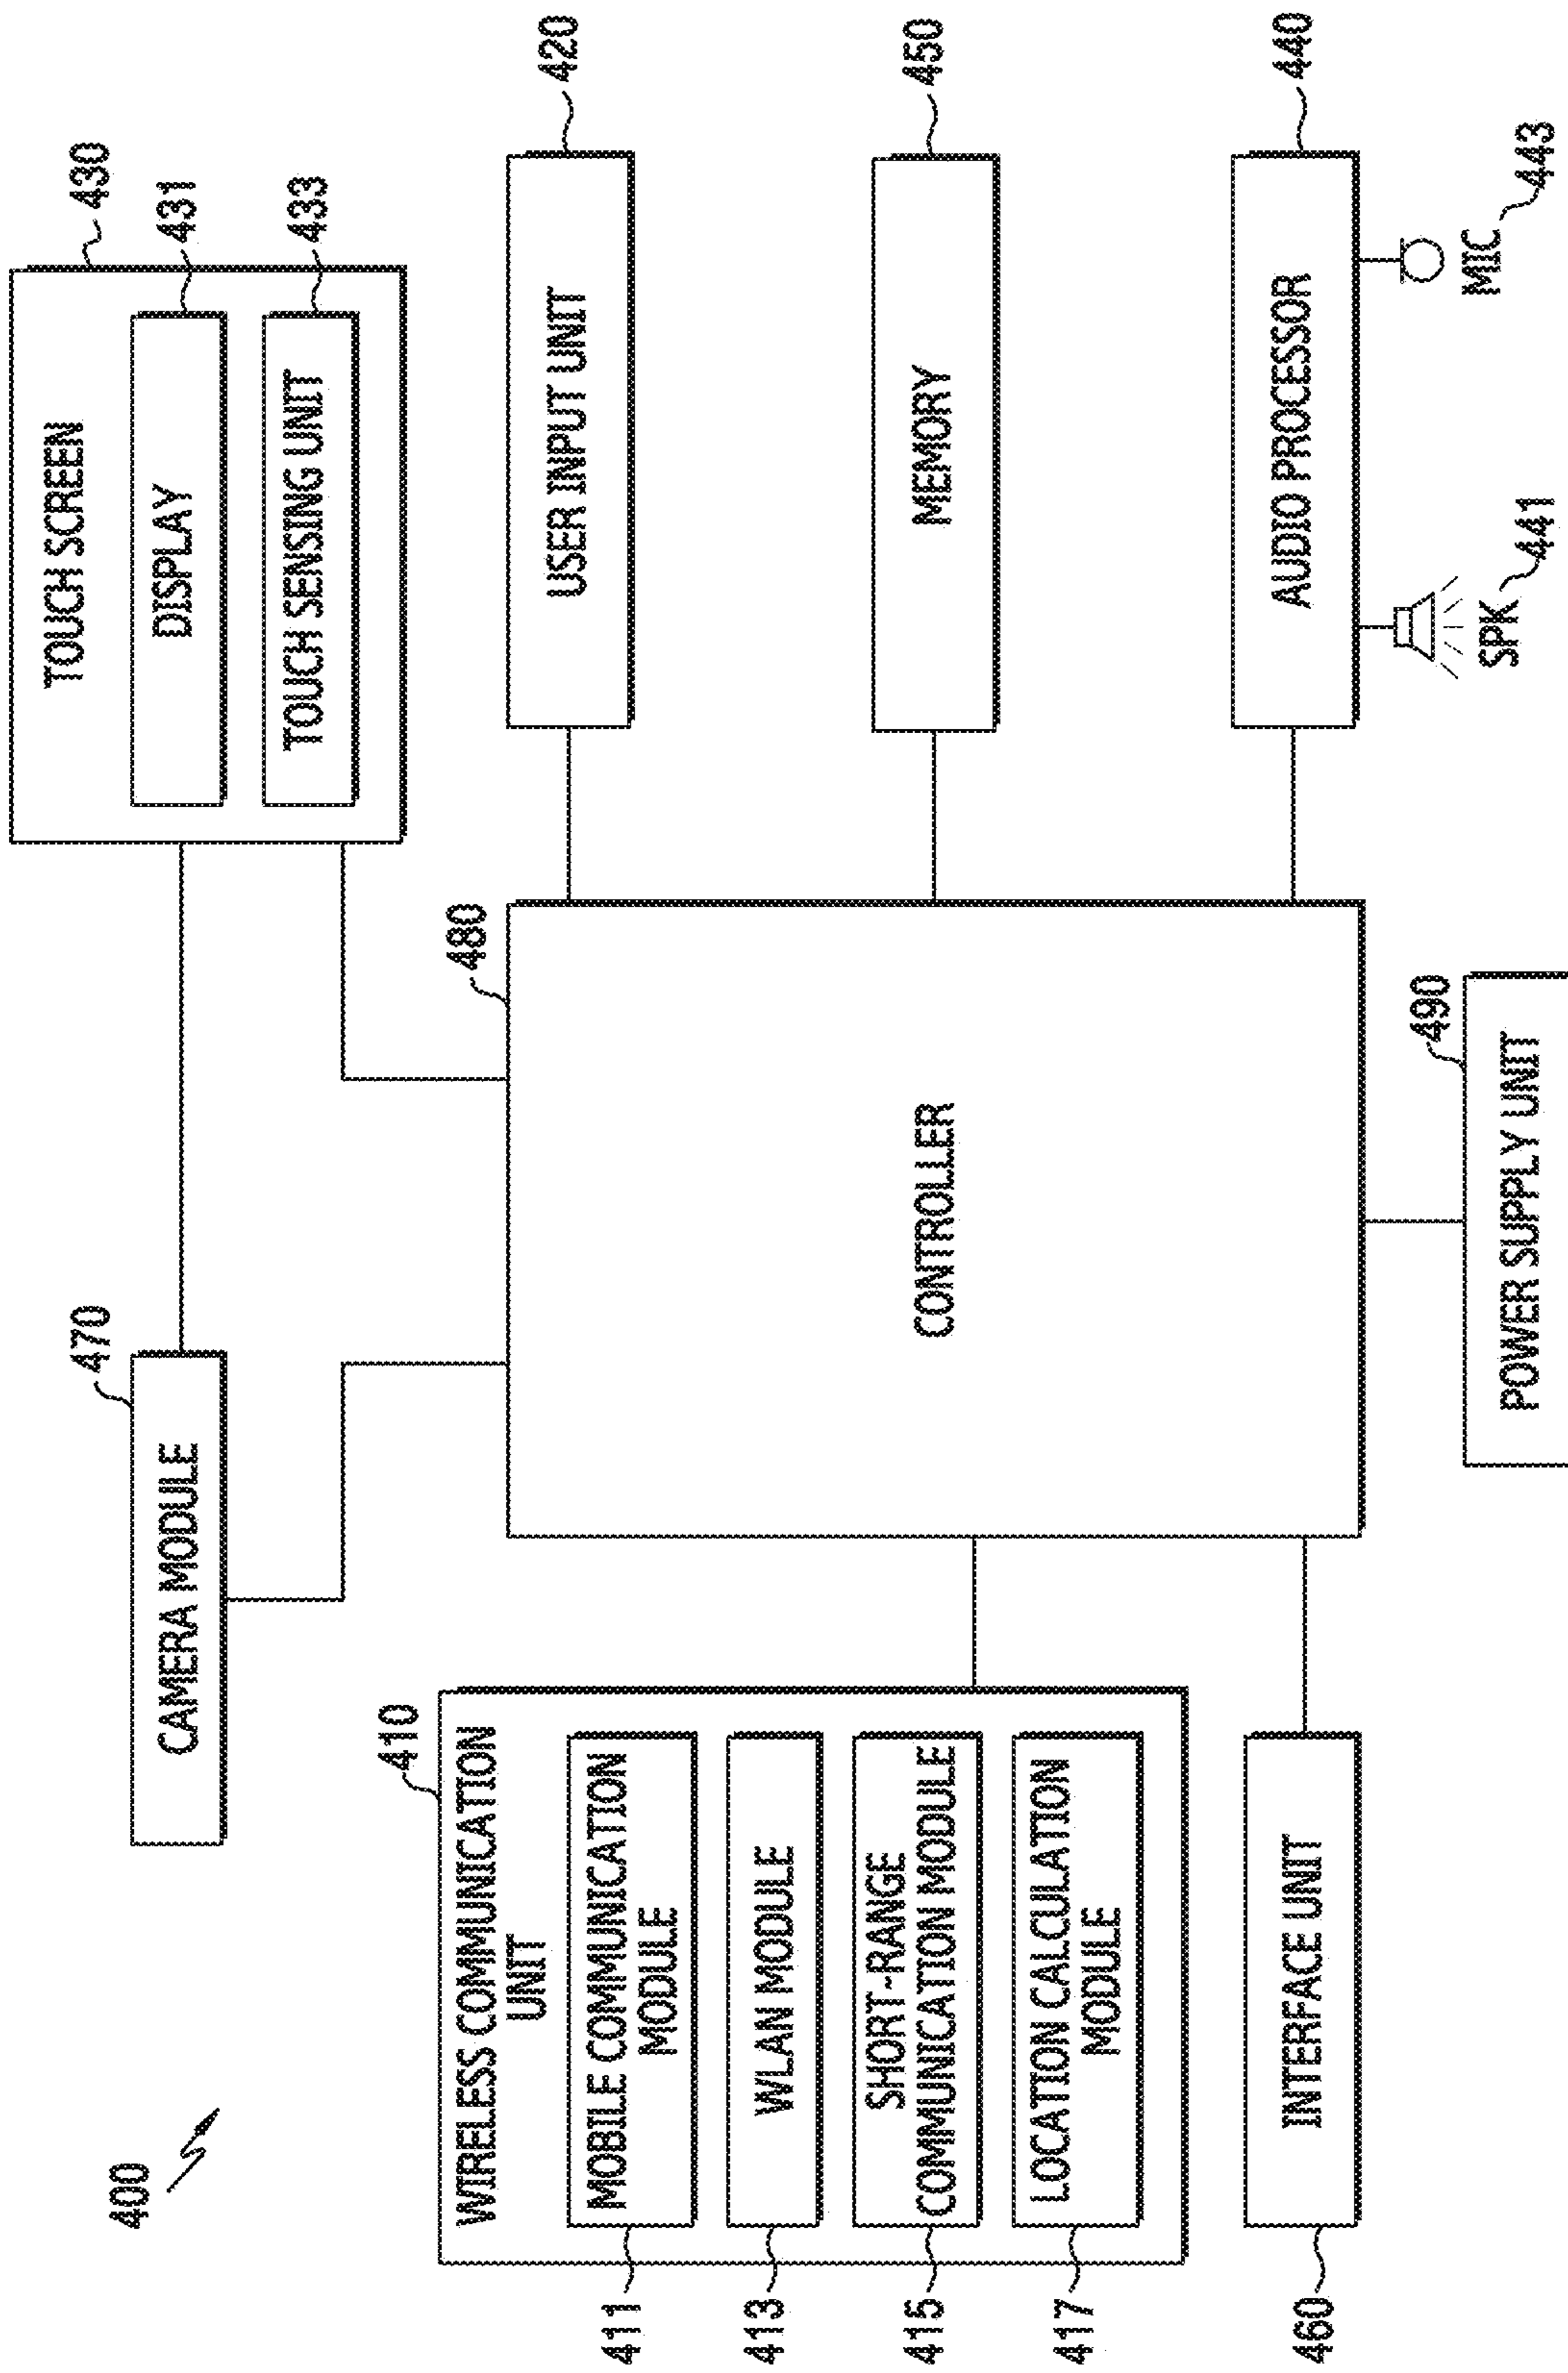 400
470
CAMERA MODULE
430
TOUCH SCREEN
431
DISPLAY
433
TOUCH SENSING UNIT
410
WIRELESS COMMUNICATION
UNIT
411
MOBILE COMMUNICATION
MODULE
413
WLAN MODULE
415
SHORT-RANGE
COMMUNICATION MODULE
417
LOCATION CALCULATION
MODULE
460
INTERFACE UNIT
480
CONTROLLER
490
POWER SUPPLY UNIT
420
USER INPUT UNIT
450
MEMORY
440
AUDIO PROCESSOR
SPK
441
MIC
443